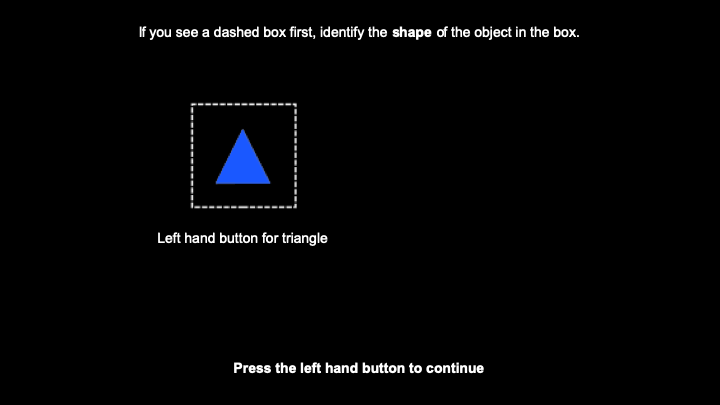 If you see a dashed box first, identify the shape of the object in the box.
Left hand button for triangle
Press the left hand button to continue